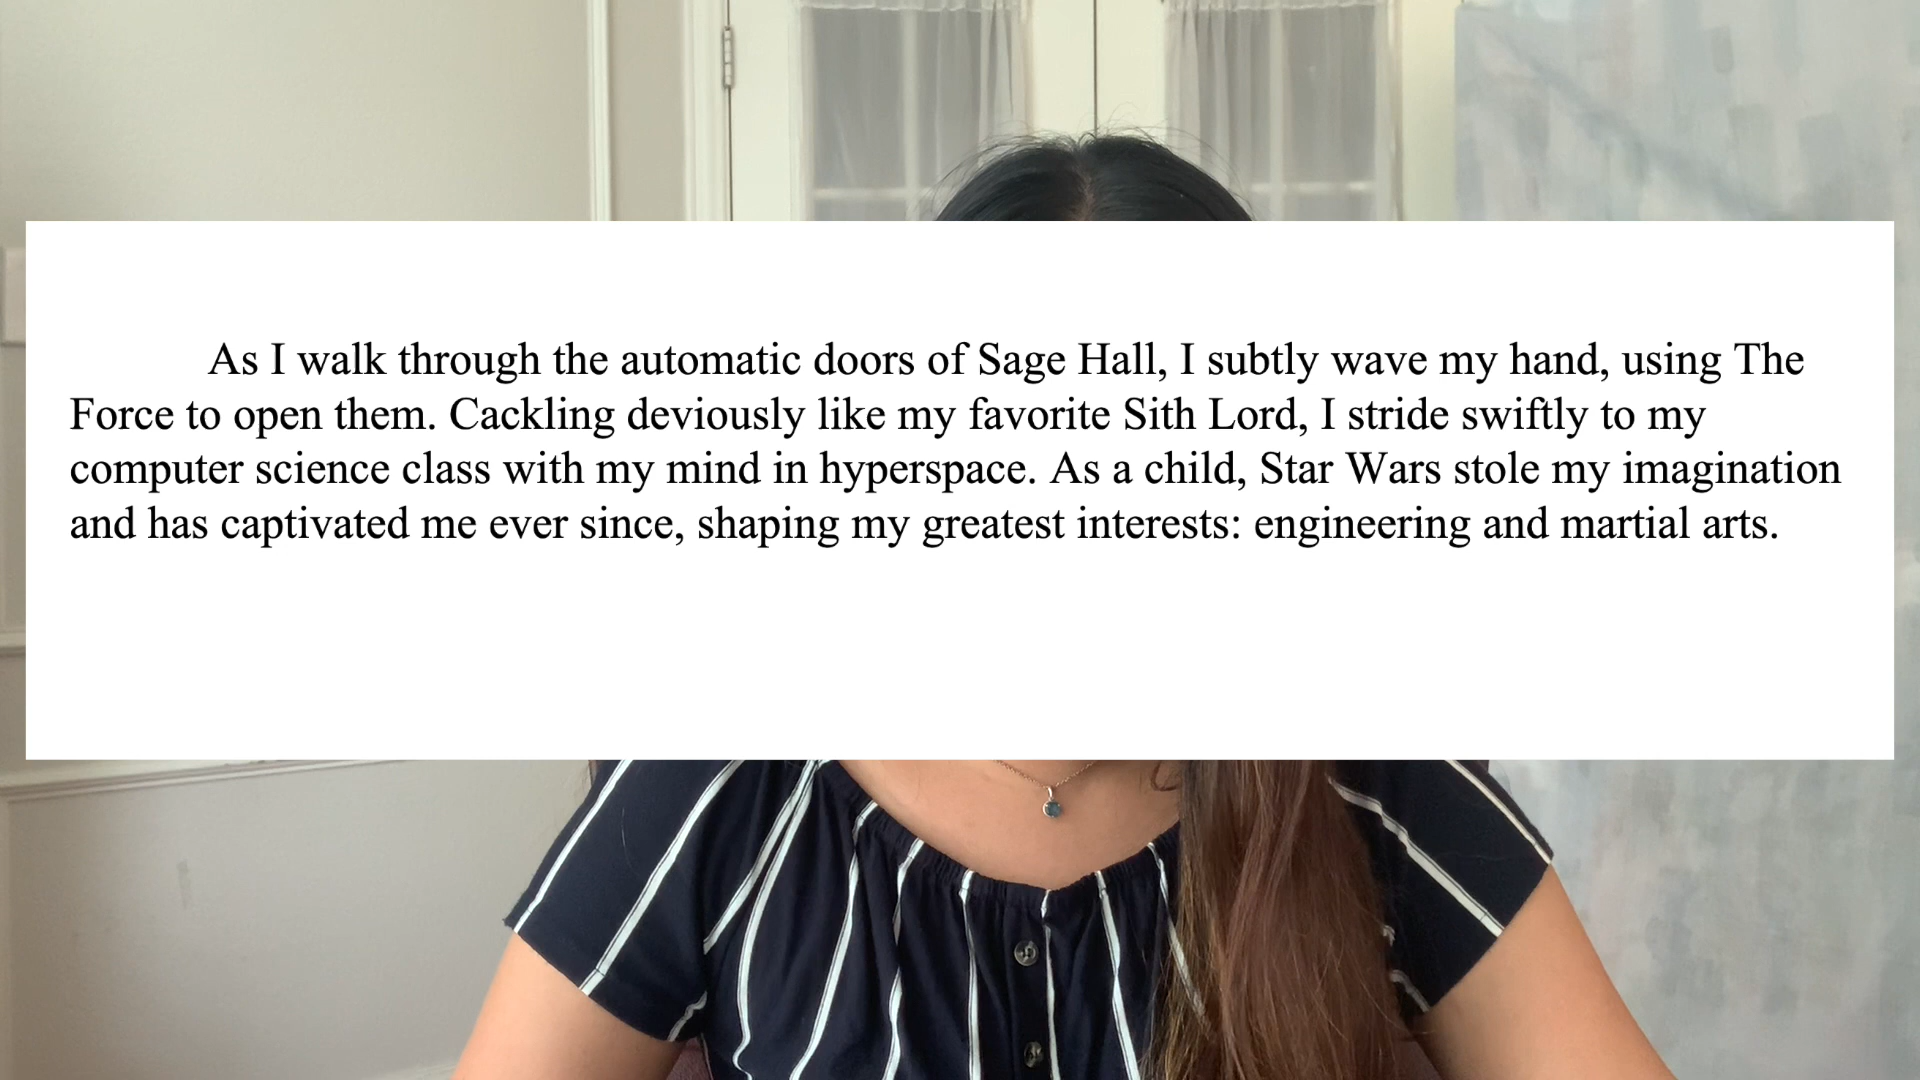 As I walk through the automatic doors of Sage Hall, I subtly wave my hand, using The
Force to open them. Cackling deviously like my favorite Sith Lord, I stride swiftly to my
computer science class with my mind in hyperspace. As a child, Star Wars stole my imagination
and has captivated me ever since, shaping my greatest interests: engineering and martial arts.